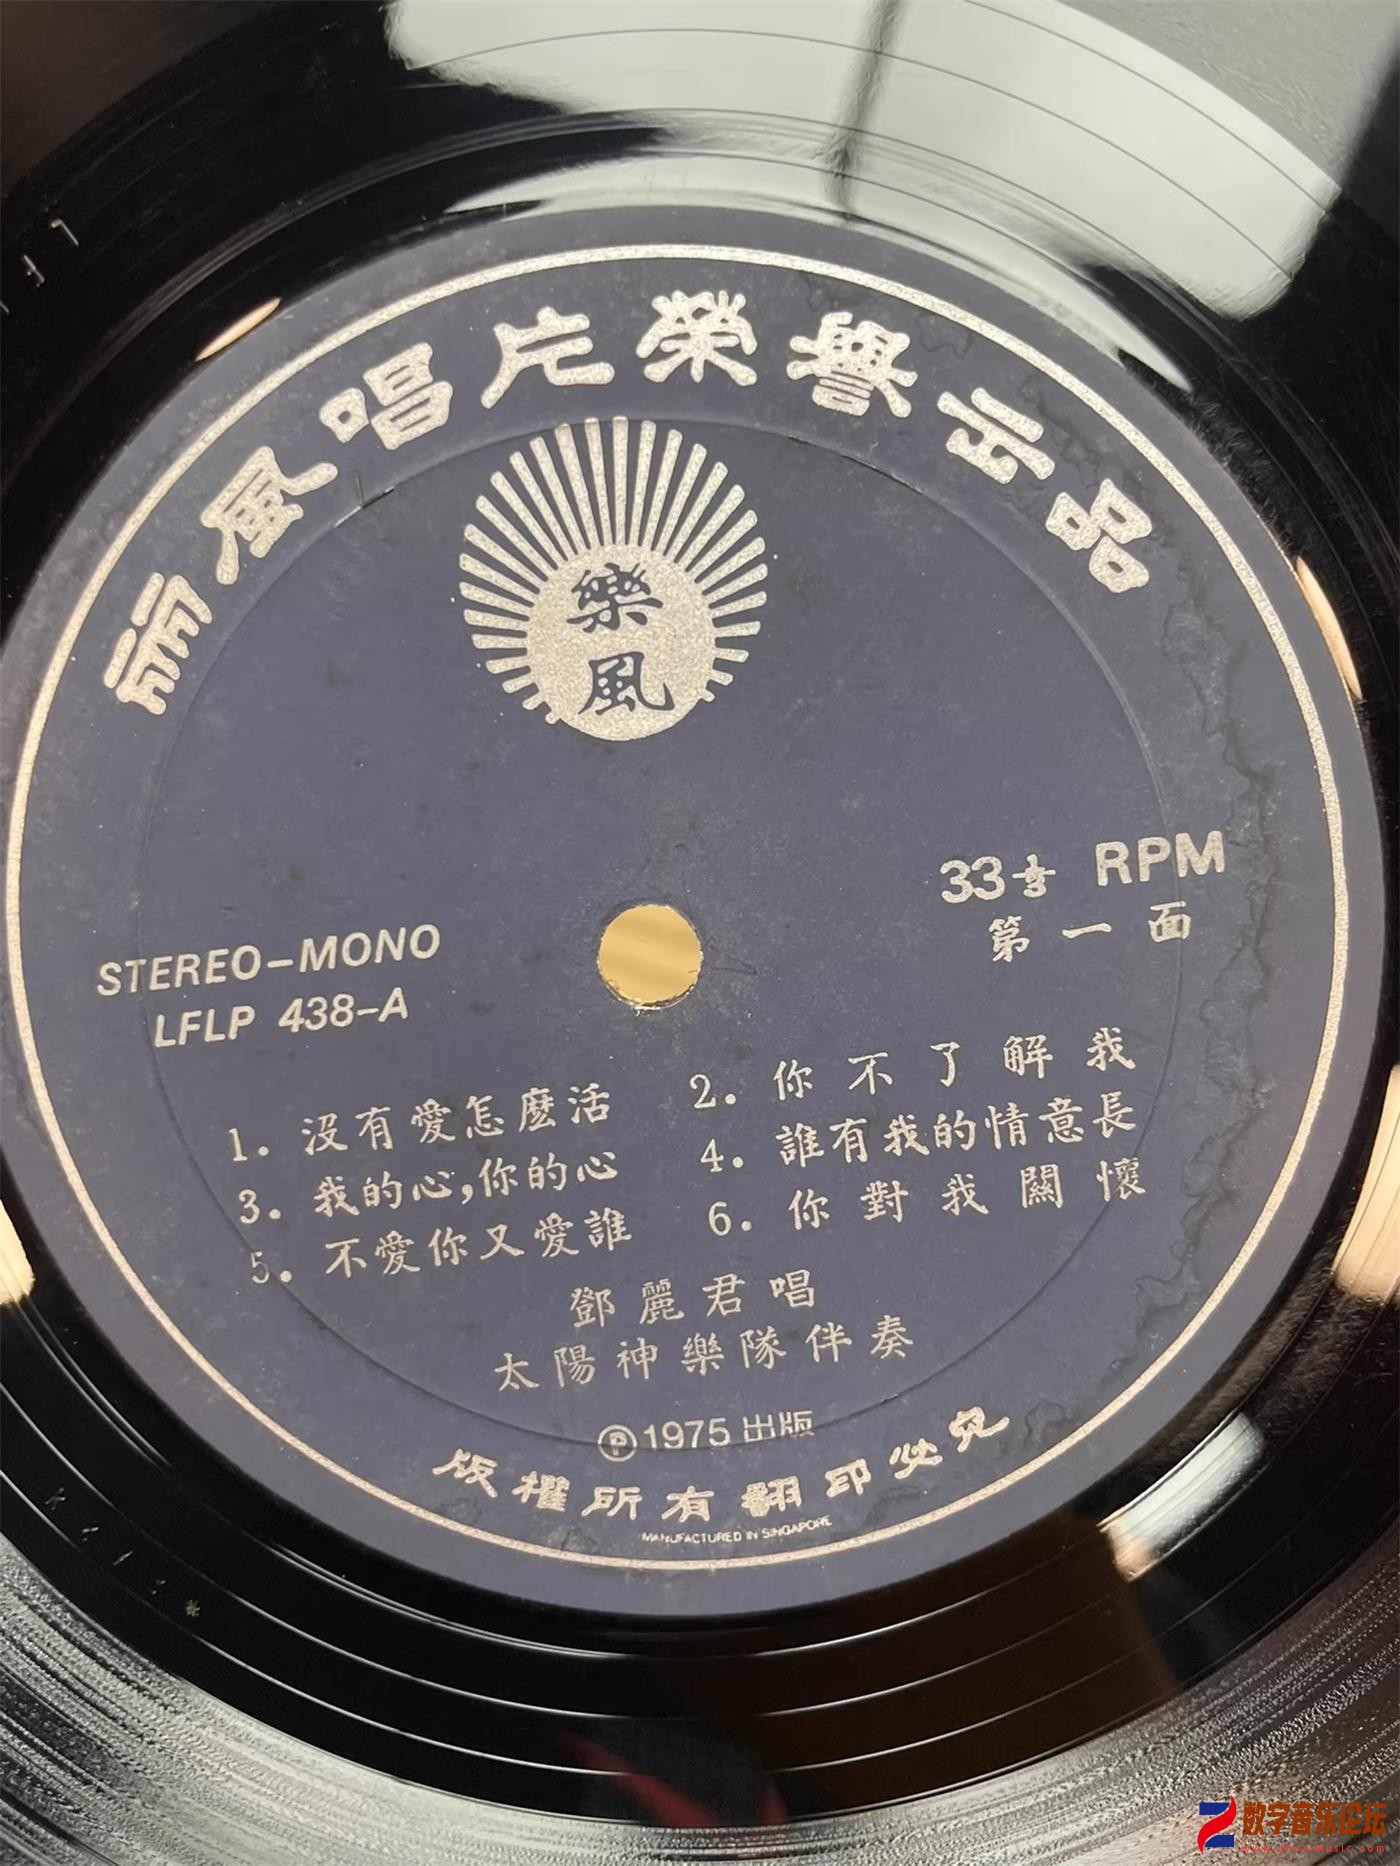 丽風唱片榮譽出品
樂風
33⅓ RPM
第一面
STEREO-MONO
LFLP 438-A
1. 沒有愛怎麼活
2. 你不了解我
3. 我的心,你的心
4. 誰有我的情意長
5. 不愛你又愛誰
6. 你對我關懷
鄧麗君唱
太陽神樂隊伴奏
Ⓟ1975 出版
版權所有翻印必究
MANUFACTURED IN SINGAPORE
数字音乐论坛